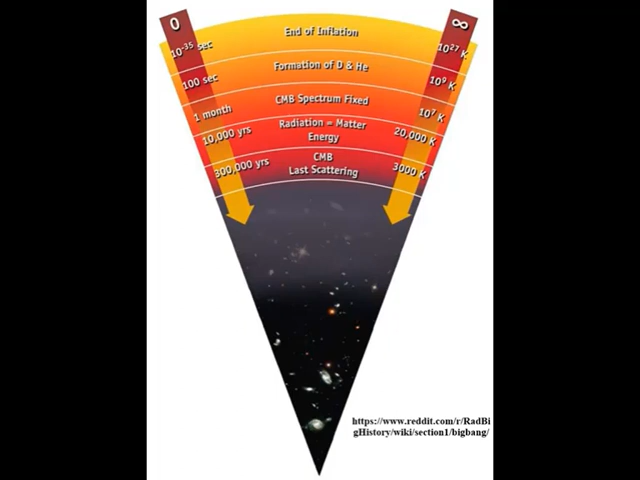 0
∞
10-35 sec
End of Inflation
1027 K
100 sec
Formation of D & He
109 K
1 month
CMB Spectrum Fixed
107 K
10,000 yrs
Radiation = Matter
Energy
20,000 K
300,000 yrs
CMB
Last Scattering
3000 K
https://www.reddit.com/r/RadBi
gHistory/wiki/section1/bigbang/